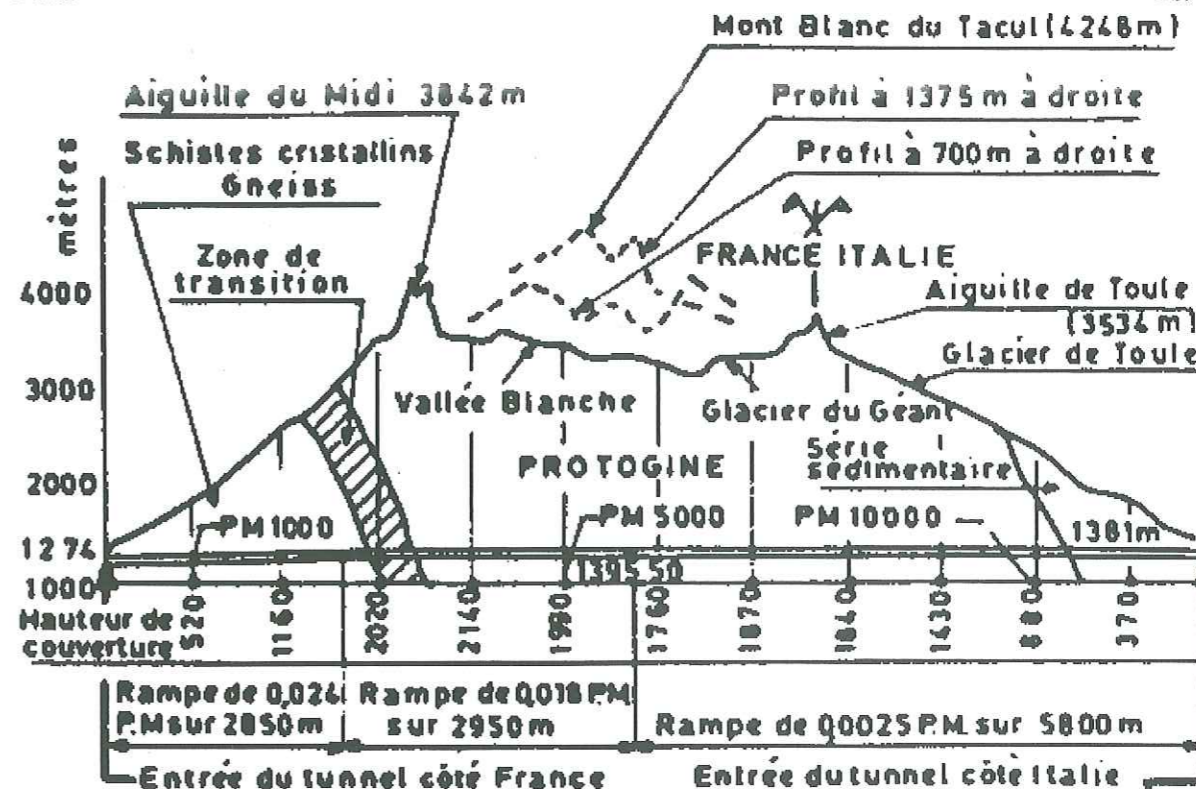 Mont Blanc du Tacul (4248m)
Aiguille du Midi 3842m
Profil à 1375m à droite
Schistes cristallins
Gneiss
Profil à 700m à droite
mètres
Zone de
transition
FRANCE ITALIE
4000
Aiguille de Toule
(3534m)
Glacier de Toule
3000
Vallée Blanche
Glacier du Géant
Série
sédimentaire
PROTOGINE
2000
PM 1000
PM 5000
PM 10000
1274
1381m
1395.50
1000
Hauteur de
couverture
520
1160
2020
2140
1990
1760
1870
1840
1430
680
370
Rampe de 0,024
P.M sur 2850m
Rampe de 0,018 P.M
sur 2950m
Rampe de 0,0025 P.M. sur 5800m
Entrée du tunnel côté France
Entrée du tunnel côté Italie